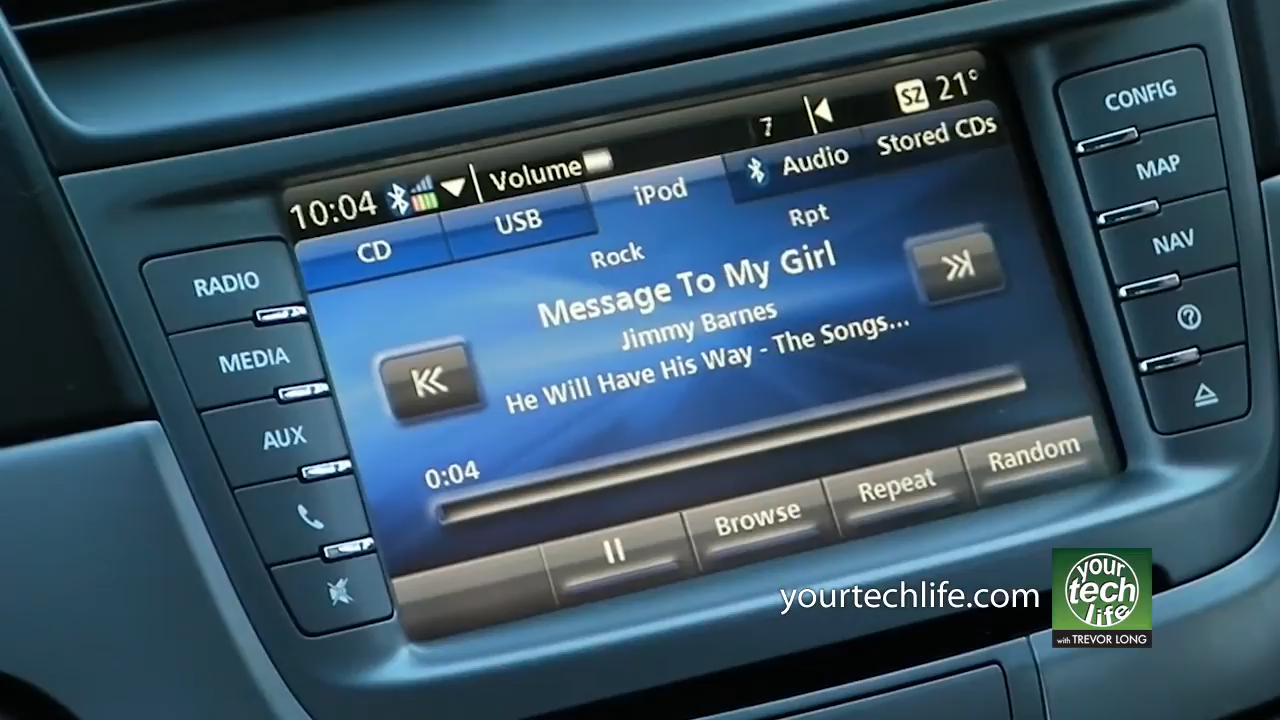 10:04 Volume 7 SZ 21°
CD USB iPod Audio Stored CDs
Rock Rpt
Message To My Girl
Jimmy Barnes
He Will Have His Way - The Songs...
0:04
Browse Repeat Random
RADIO
MEDIA
AUX
CONFIG
MAP
NAV
?
yourtechlife.com
your
tech
life
with TREVOR LONG